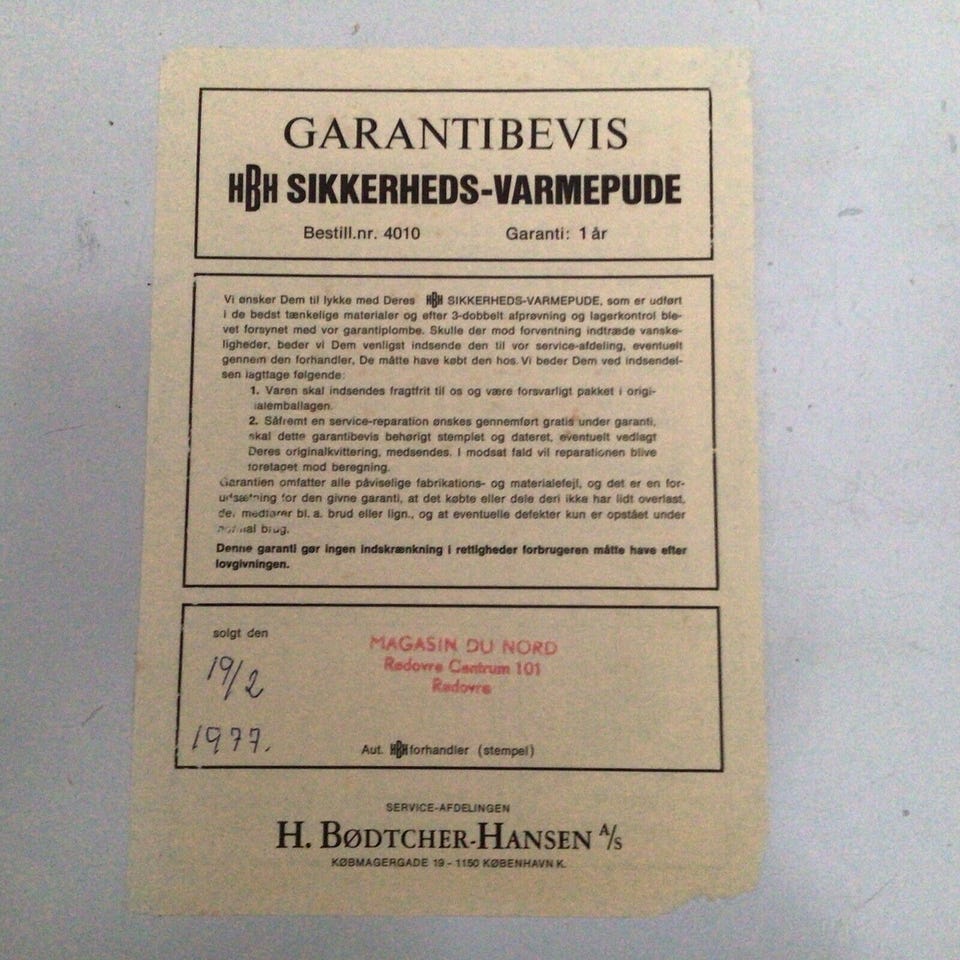 GARANTIBEVIS
HBH SIKKERHEDS-VARMEPUDE
Bestill.nr. 4010 Garanti: 1 år
Vi ønsker Dem til lykke med Deres HBH SIKKERHEDS-VARMEPUDE, som er udført
i de bedst tænkelige materialer og efter 3-dobbelt afprøvning og lagerkontrol ble-
vet forsynet med vor garantiplombe. Skulle der mod forventning indtræde vanske-
ligheder, beder vi Dem venligst indsende den til vor service-afdeling, eventuelt
gennem den forhandler, De måtte have købt den hos. Vi beder Dem ved indsendel-
sen iagttage følgende:
1. Varen skal indsendes fragtfrit til os og være forsvarligt pakket i origi-
nalemballagen.
2. Såfremt en service-reparation ønskes gennemført gratis under garanti,
skal dette garantibevis behørigt stemplet og dateret, eventuelt vedlagt
Deres originalkvittering, medsendes. I modsat fald vil reparationen blive
foretaget mod beregning.
Garantien omfatter alle påviselige fabrikations- og materialefejl, og det er en for-
udsætning for den givne garanti, at det købte eller dele deri ikke har lidt overlast,
der medfører bl. a. brud eller lign., og at eventuelle defekter kun er opstået under
normal brug.
Denne garanti gør ingen indskrænkning i rettigheder forbrugeren måtte have efter
lovgivningen.
solgt den
19/2
1977.
MAGASIN DU NORD
Rødovre Centrum 101
Rødovre
Aut. HBH forhandler (stempel)
SERVICE-AFDELINGEN
H. BØDTCHER-HANSEN A/S
KØBMAGERGADE 19 - 1150 KØBENHAVN K.